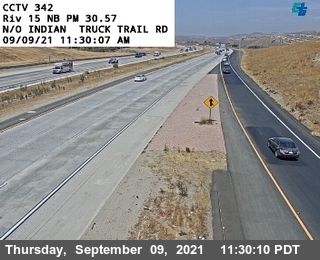 CCTV 342
Riv 15 NB PM 30.57
N/O INDIAN TRUCK TRAIL RD
09/09/21 11:30:07 AM
Thursday, September 09, 2021 11:30:10 PDT